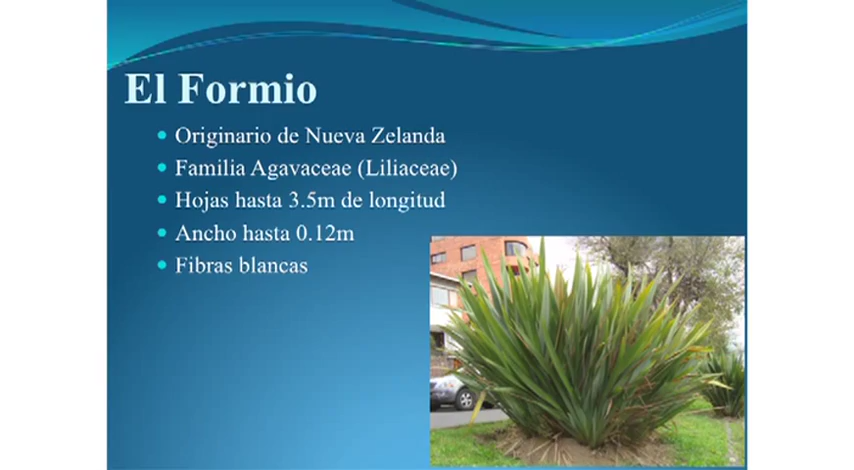 El Formio
Originario de Nueva Zelanda
Familia Agavaceae (Liliaceae)
Hojas hasta 3.5m de longitud
Ancho hasta 0.12m
Fibras blancas